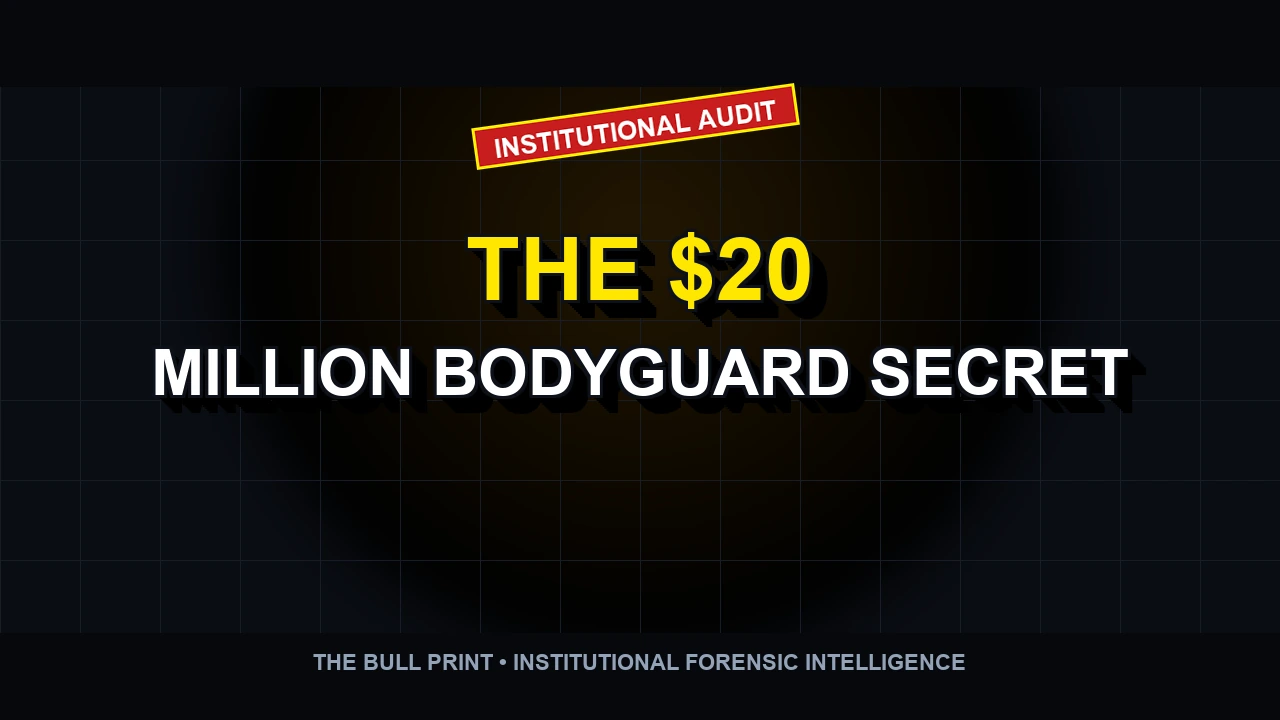 INSTITUTIONAL AUDIT
THE $20
MILLION BODYGUARD SECRET
THE BULL PRINT • INSTITUTIONAL FORENSIC INTELLIGENCE